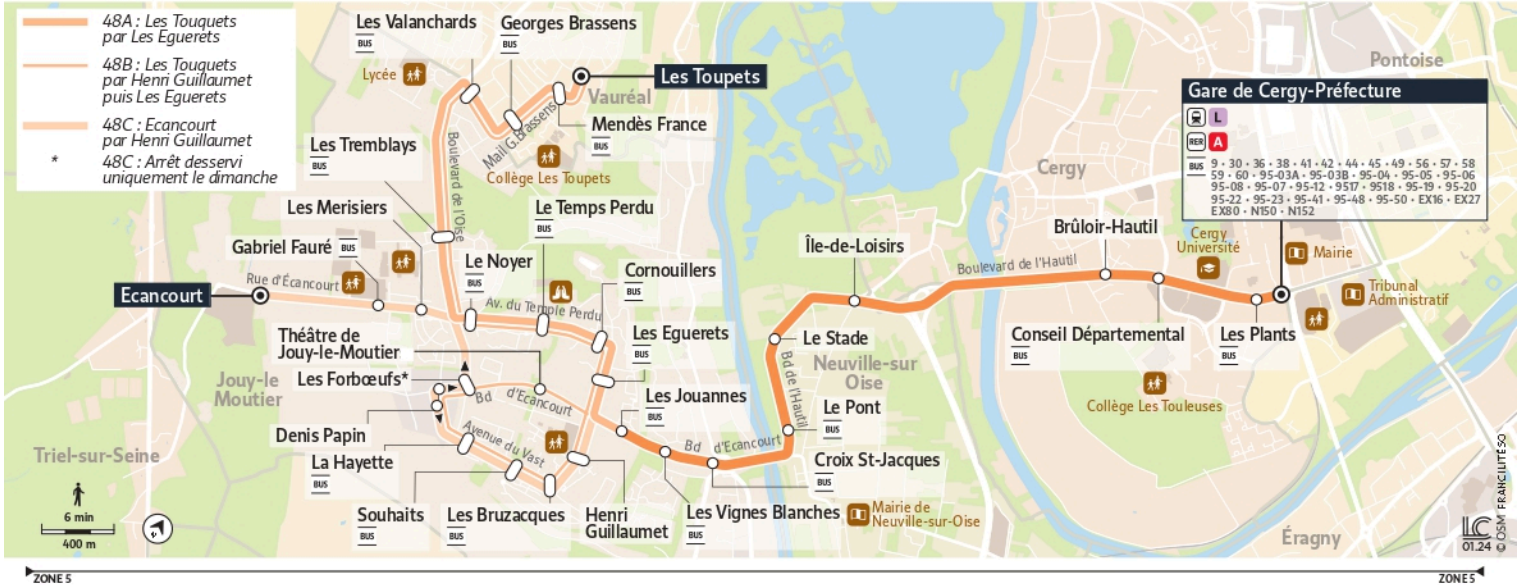 48A : Les Touquets
par Les Eguerets
48B : Les Touquets
par Henri Guillaumet
puis Les Eguerets
48C : Ecancourt
par Henri Guillaumet
* 48C : Arrêt desservi
uniquement le dimanche
Les Valanchards
BUS
Georges Brassens
BUS
Lycée
Les Toupets
Vauréal
Mail G.Brassens
Mendès France
BUS
Collège Les Toupets
Boulevard de l'Oise
Les Tremblays
BUS
Les Merisiers
Gabriel Fauré BUS
Rue d'Écancourt
Ecancourt
Le Temps Perdu
BUS
Le Noyer
BUS
Av. du Temple Perdu
Cornouillers
BUS
Les Eguerets
BUS
Théâtre de
Jouy-le-Moutier
Les Forbœufs*
Jouy-le
Moutier
Bd d'Ecancourt
Denis Papin
La Hayette
BUS
Avenue du Vast
Triel-sur-Seine
Souhaits
BUS
Les Bruzacques
BUS
Henri
Guillaumet
Les Jouannes
BUS
Bd d'Ecancourt
Les Vignes Blanches
BUS
Croix St-Jacques
BUS
Le Pont
BUS
Bd de l'Hautil
Le Stade
Neuville-sur
Oise
Mairie de
Neuville-sur-Oise
Île-de-Loisirs
Boulevard de l'Hautil
Cergy
Brûloir-Hautil
Conseil Départemental
BUS
Cergy
Université
Les Plants
BUS
Collège Les Touleuses
Mairie
Tribunal
Administratif
Pontoise
Gare de Cergy-Préfecture
L
RER A
BUS 9 • 30 • 36 • 38 • 41 • 42 • 44 • 45 • 49 • 56 • 57 • 58
59 • 60 • 95-03A • 95-03B • 95-04 • 95-05 • 95-06
95-08 • 95-07 • 95-12 • 9517 • 9518 • 95-19 • 95-20
95-22 • 95-23 • 95-41 • 95-48 • 95-50 • EX16 • EX27
EX80 • N150 • N152
Éragny
6 min
400 m
LC
01.24
© OSM FRANCILITÉ SO
ZONE 5
ZONE 5